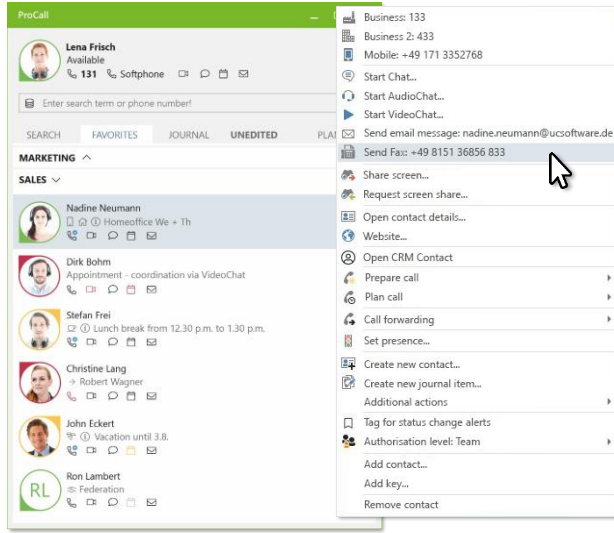 ProCall
Lena Frisch
Available
131 Softphone
Enter search term or phone number!
SEARCH FAVORITES JOURNAL UNEDITED
MARKETING
SALES
Nadine Neumann
Homeoffice We + Th
Dirk Bohm
Appointment - coordination via VideoChat
Stefan Frei
Lunch break from 12.30 p.m. to 1.30 p.m.
Christine Lang
→ Robert Wagner
John Eckert
Vacation until 3.8.
RL
Ron Lambert
Federation
Business: 133
Business 2: 433
Mobile: +49 171 3352768
Start Chat...
Start AudioChat...
Start VideoChat...
Send email message: nadine.neumann@ucsoftware.de
Send Fax: +49 8151 36856 833
Share screen...
Request screen share...
Open contact details...
Website...
Open CRM Contact
Prepare call
Plan call
Call forwarding
Set presence...
Create new contact...
Create new journal item...
Additional actions
Tag for status change alerts
Authorisation level: Team
Add contact...
Add key...
Remove contact